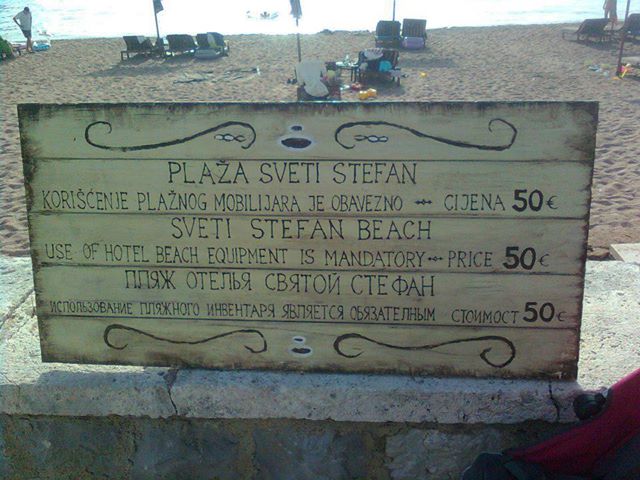 PLAŽA SVETI STEFAN
KORIŠĆENJE PLAŽNOG MOBILIJARA JE OBAVEZNO CIJENA 50€
SVETI STEFAN BEACH
USE OF HOTEL BEACH EQUIPMENT IS MANDATORY PRICE 50€
ПЛЯЖ ОТЕЛЬЯ СВЯТОЙ СТЕФАН
ИСПОЛЬЗОВАНИЕ ПЛЯЖНОГО ИНВЕНТАРЯ ЯВЛЯЕТСЯ ОБЯЗАТЕЛНЫМ СТОИМОСТ 50€